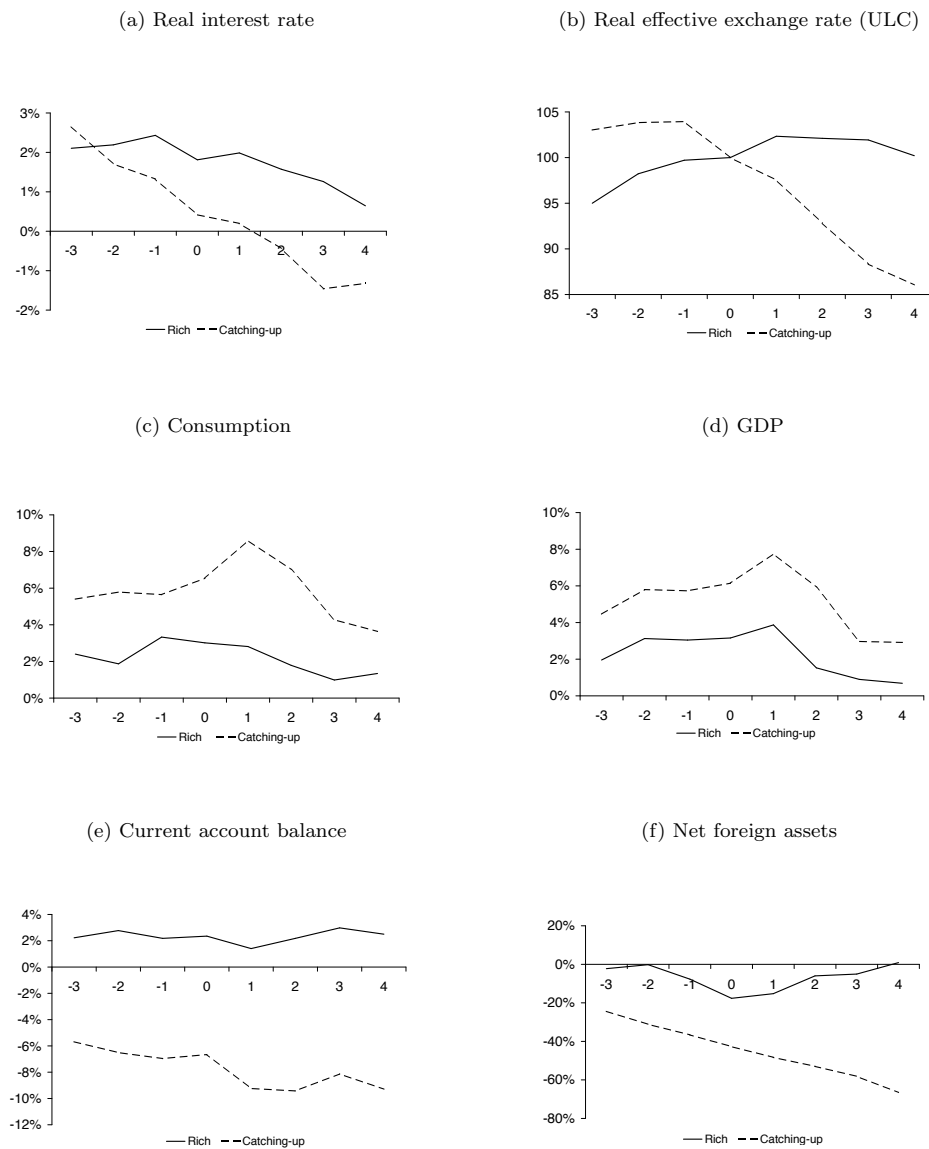 (a) Real interest rate
3%
2%
1%
0%
-1%
-2%
-3 -2 -1 0 1 2 3 4
Rich Catching-up
(b) Real effective exchange rate (ULC)
105
100
95
90
85
-3 -2 -1 0 1 2 3 4
Rich Catching-up
(c) Consumption
10%
8%
6%
4%
2%
0%
-3 -2 -1 0 1 2 3 4
Rich Catching-up
(d) GDP
10%
8%
6%
4%
2%
0%
-3 -2 -1 0 1 2 3 4
Rich Catching-up
(e) Current account balance
4%
2%
0%
-2%
-4%
-6%
-8%
-10%
-12%
-3 -2 -1 0 1 2 3 4
Rich Catching-up
(f) Net foreign assets
20%
0%
-20%
-40%
-60%
-80%
-3 -2 -1 0 1 2 3 4
Rich Catching-up